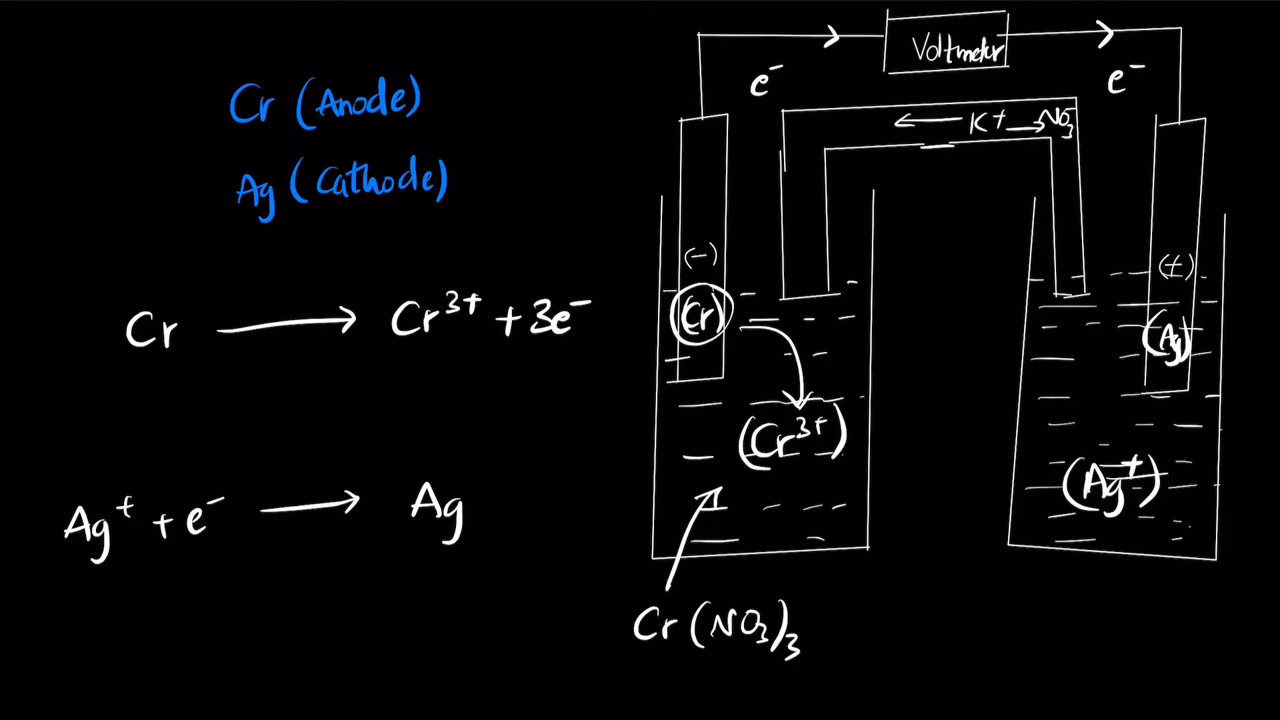 Cr (Anode)
Ag (Cathode)
Cr → Cr³⁺ + 3e⁻
Ag⁺ + e⁻ → Ag
Voltmeter
e⁻
e⁻
← K⁺ → NO₃⁻
(-)
(Cr)
(Cr³⁺)
Cr(NO₃)₃
(+)
(Ag)
(Ag⁺)